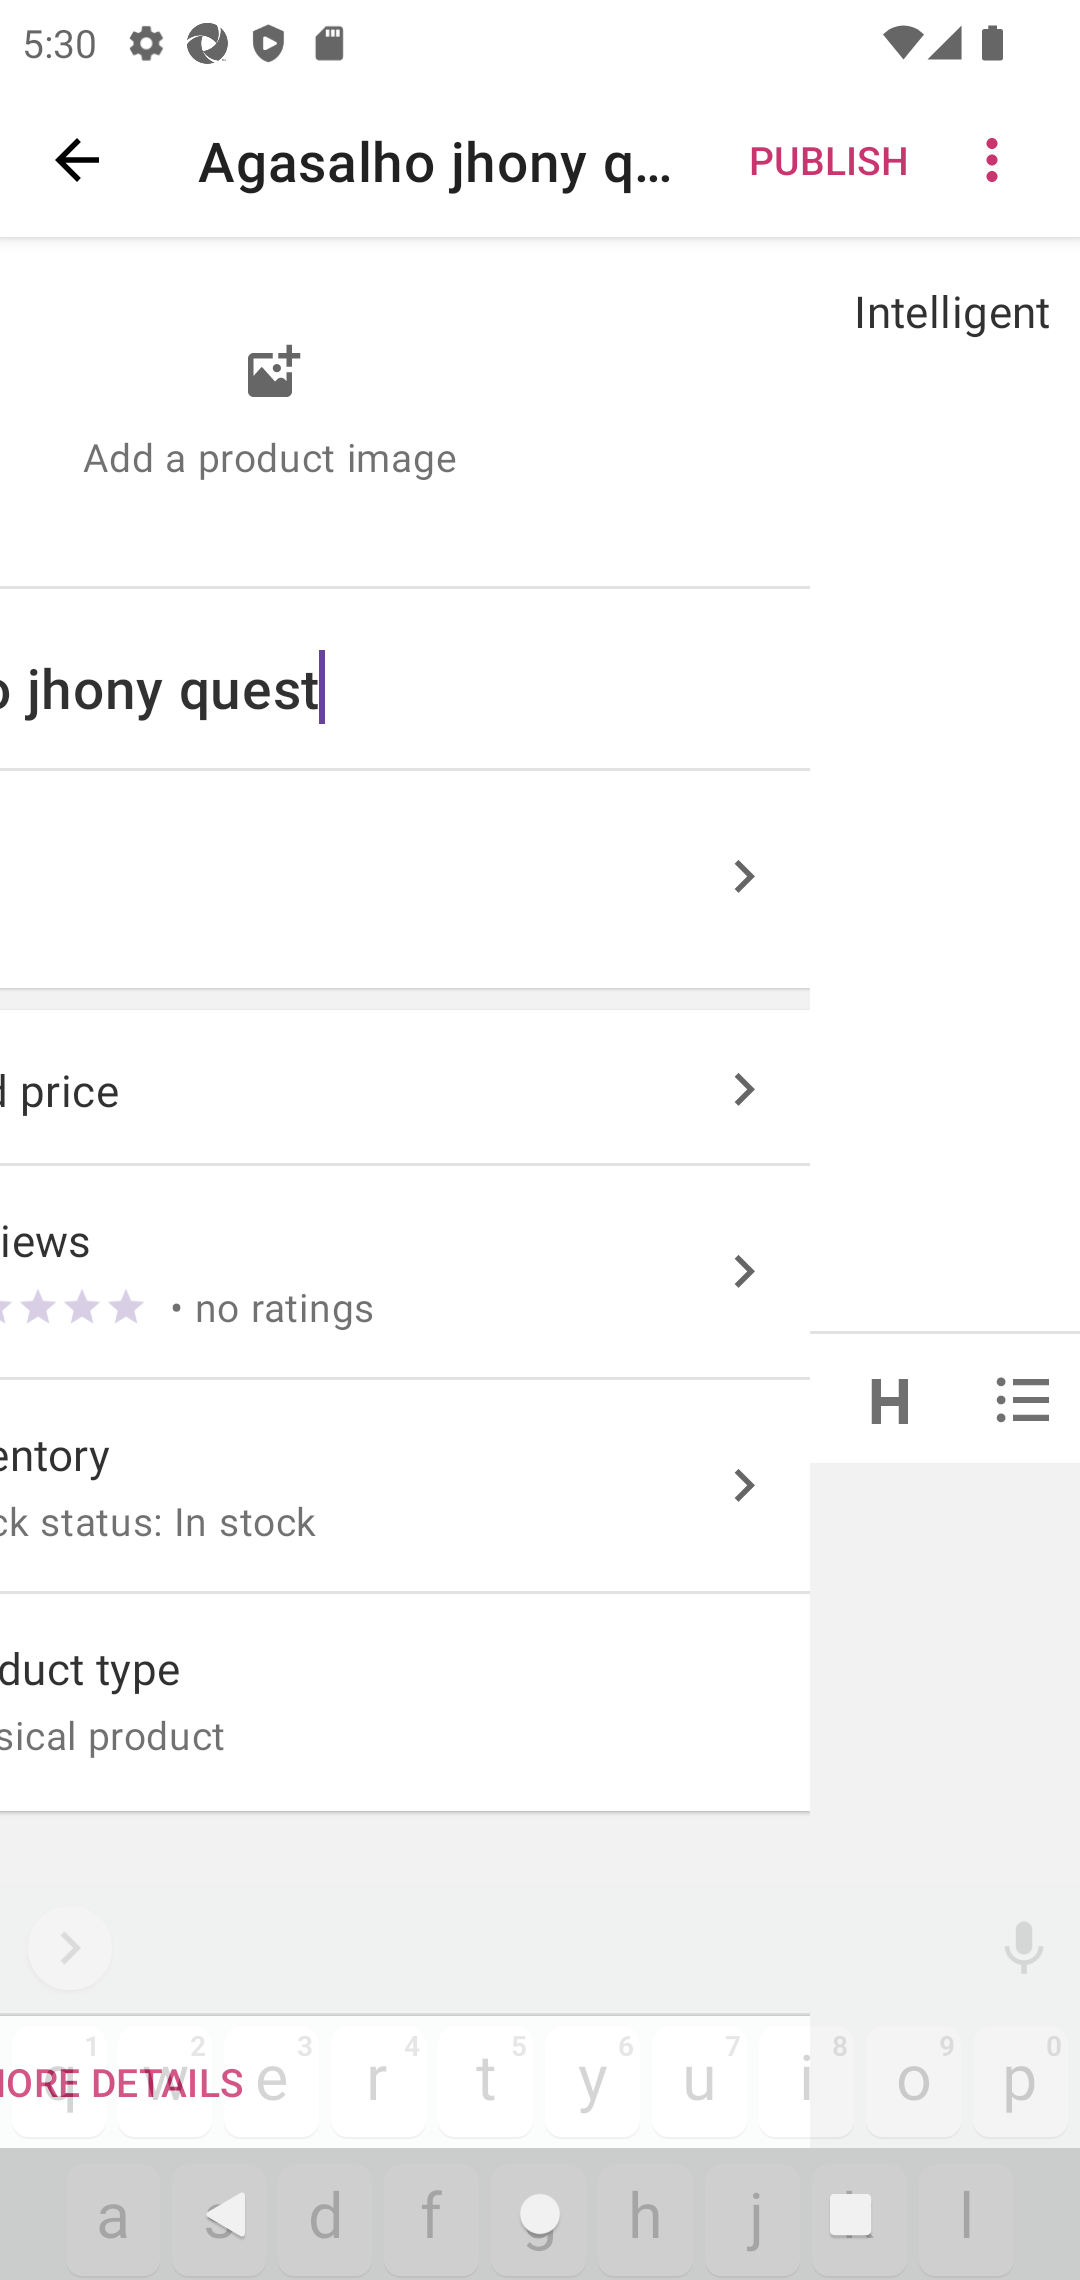 5:30
Agasalho jhony q... PUBLISH
Intelligent
Add a product image
o jhony quest
d price
iews
• no ratings
entory
ck status: In stock
duct type
sical product
ORE DETAILS
1 2 3 4 5 6 7 8 9 0
q w e r t y u i o p
a s d f g h j k l